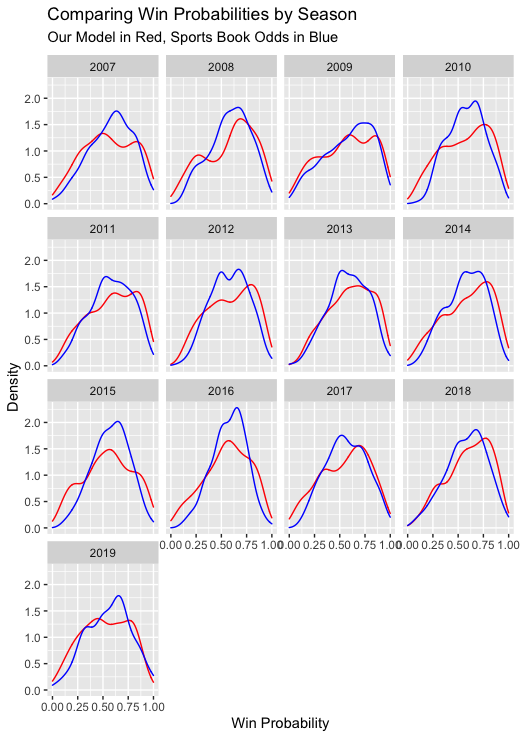 Comparing Win Probabilities by Season
Our Model in Red, Sports Book Odds in Blue
2007 2008 2009 2010
2.0
1.5
1.0
0.5
0.0
2011 2012 2013 2014
2.0
1.5
1.0
0.5
0.0
Density
2015 2016 2017 2018
2.0
1.5
1.0
0.5
0.0
0.00 0.25 0.50 0.75 1.00 0.00 0.25 0.50 0.75 1.00 0.00 0.25 0.50 0.75 1.00
2019
2.0
1.5
1.0
0.5
0.0
0.00 0.25 0.50 0.75 1.00
Win Probability